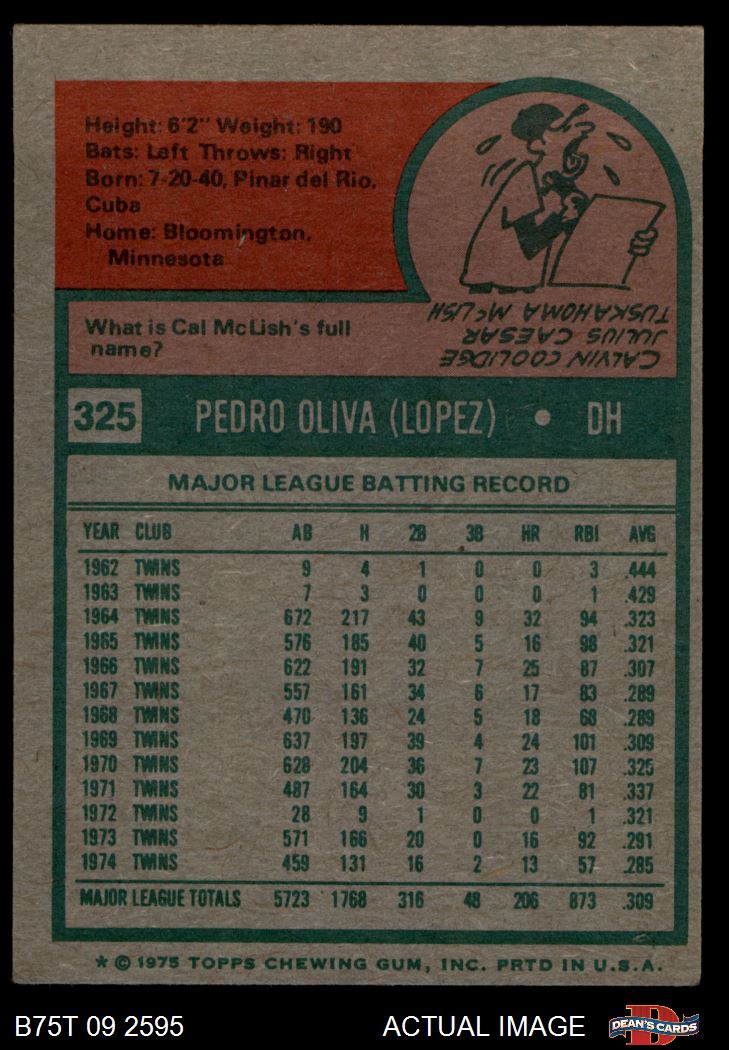 Height: 6'2" Weight: 190
Bats: Left Throws: Right
Born: 7-20-40, Pinar del Rio,
Cuba
Home: Bloomington,
Minnesota
What is Cal McLish's full
name?
CALVIN COOLIDGE
JULIUS CAESAR
TUSKAHOMA McLISH
325 PEDRO OLIVA (LOPEZ) • DH
MAJOR LEAGUE BATTING RECORD
YEAR CLUB AB H 2B 3B HR RBI AVG
1962 TWINS 9 4 1 0 0 3 .444
1963 TWINS 7 3 0 0 0 1 .429
1964 TWINS 672 217 43 9 32 94 .323
1965 TWINS 576 185 40 5 16 98 .321
1966 TWINS 622 191 32 7 25 87 .307
1967 TWINS 557 161 34 6 17 83 .289
1968 TWINS 470 136 24 5 18 68 .289
1969 TWINS 637 197 39 4 24 101 .309
1970 TWINS 628 204 36 7 23 107 .325
1971 TWINS 487 164 30 3 22 81 .337
1972 TWINS 28 9 1 0 0 1 .321
1973 TWINS 571 166 20 0 16 92 .291
1974 TWINS 459 131 16 2 13 57 .285
MAJOR LEAGUE TOTALS 5723 1768 316 48 206 873 .309
* © 1975 TOPPS CHEWING GUM, INC. PRTD IN U.S.A.
B75T 09 2595 ACTUAL IMAGE DEAN'S CARDS